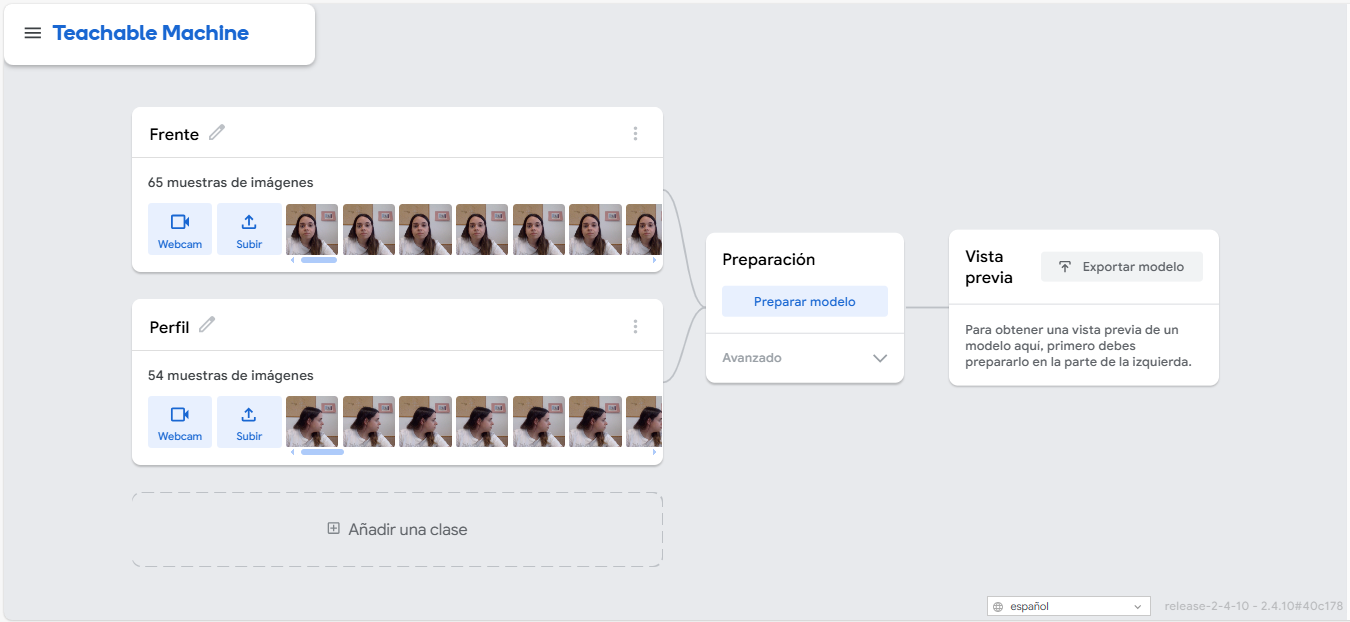 Teachable Machine
Frente
65 muestras de imágenes
Webcam
Subir
Perfil
54 muestras de imágenes
Webcam
Subir
Añadir una clase
Preparación
Preparar modelo
Avanzado
Vista
previa
Exportar modelo
Para obtener una vista previa de un
modelo aquí, primero debes
prepararlo en la parte de la izquierda.
español
release-2-4-10 - 2.4.10#40c178